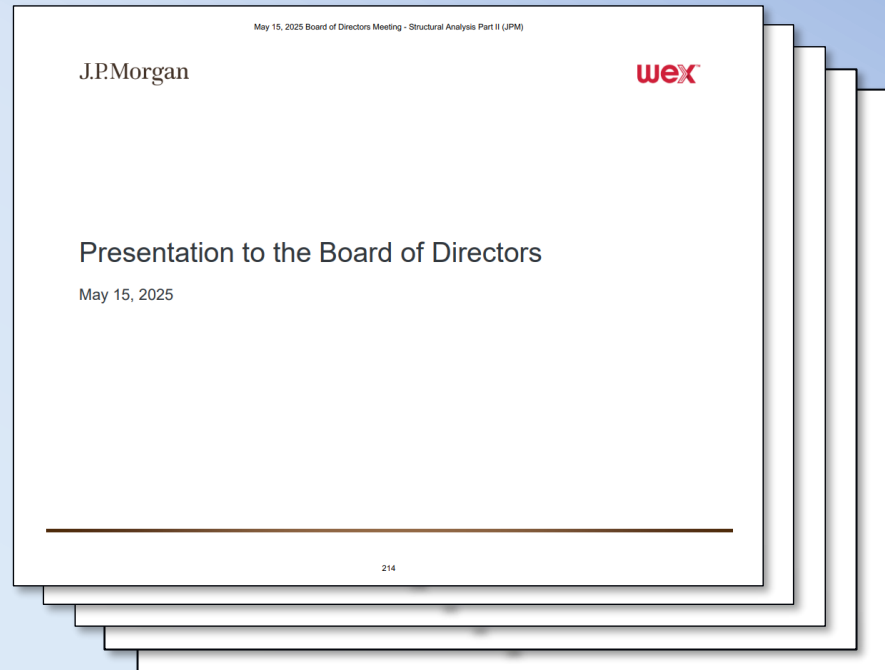 May 15, 2025 Board of Directors Meeting - Structural Analysis Part II (JPM)
J.P.Morgan
wex™
Presentation to the Board of Directors
May 15, 2025
214